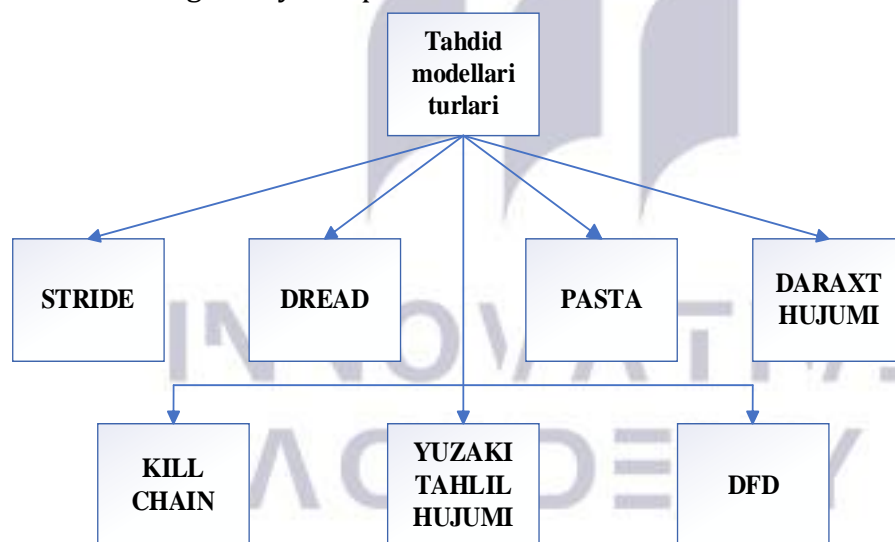 Tahdid
modellari
turlari
STRIDE
DREAD
PASTA
DARAXT
HUJUMI
KILL
CHAIN
YUZAKI
TAHLIL
HUJUMI
DFD